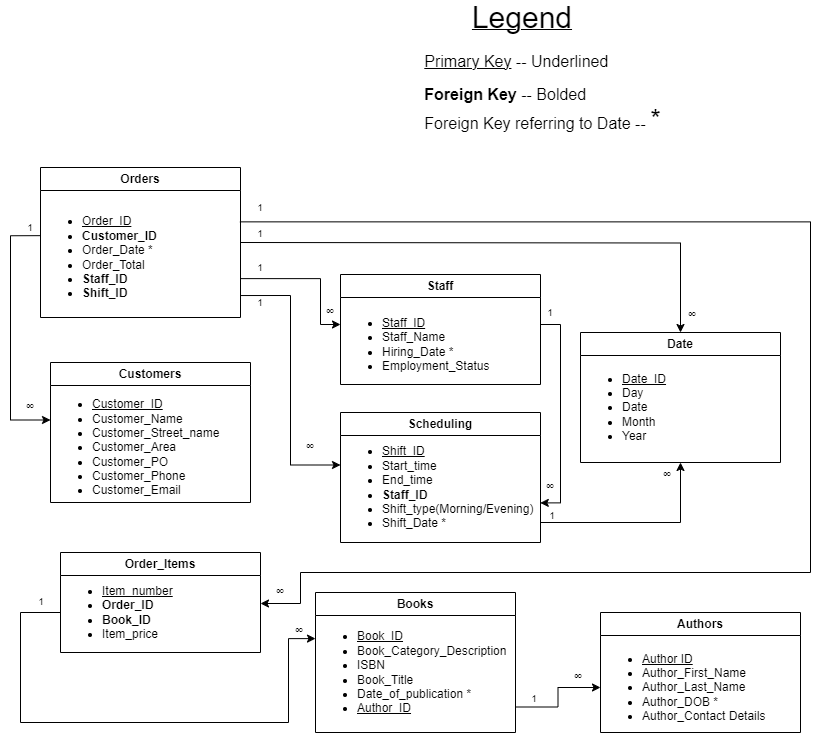 Legend
Primary Key -- Underlined
Foreign Key -- Bolded
Foreign Key referring to Date -- *
Orders
Order_ID
Customer_ID
Order_Date *
Order_Total
Staff_ID
Shift_ID
1
1
1
1
1
∞
∞
∞
∞
∞
Staff
Staff_ID
Staff_Name
Hiring_Date *
Employment_Status
1
∞
Date
Date_ID
Day
Date
Month
Year
Customers
Customer_ID
Customer_Name
Customer_Street_name
Customer_Area
Customer_PO
Customer_Phone
Customer_Email
Scheduling
Shift_ID
Start_time
End_time
Staff_ID
Shift_type(Morning/Evening)
Shift_Date *
1
∞
Order_Items
Item_number
Order_ID
Book_ID
Item_price
1
∞
Books
Book_ID
Book_Category_Description
ISBN
Book_Title
Date_of_publication *
Author_ID
1
∞
Authors
Author ID
Author_First_Name
Author_Last_Name
Author_DOB *
Author_Contact Details